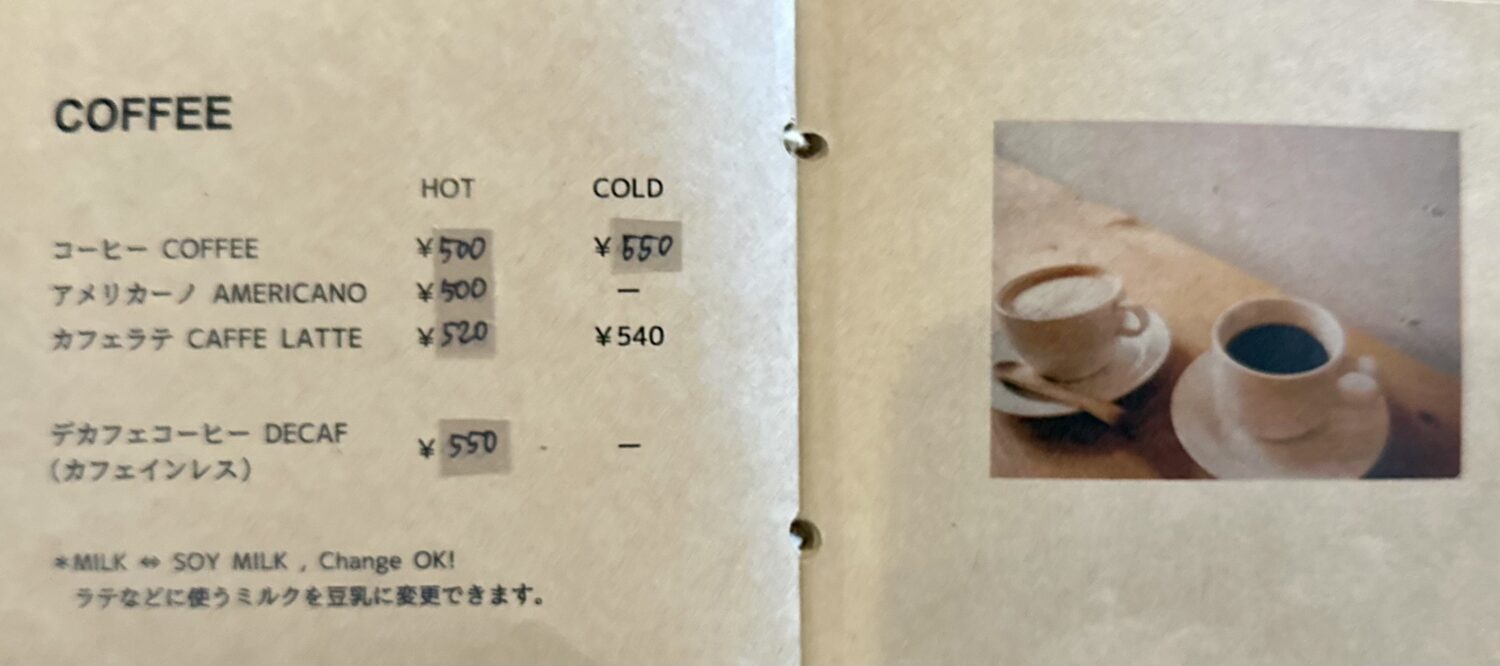 COFFEE
HOT COLD
コーヒー COFFEE ¥500 ¥550
アメリカーノ AMERICANO ¥500 —
カフェラテ CAFFE LATTE ¥520 ¥540
デカフェコーヒー DECAF ¥550 —
(カフェインレス)
*MILK ⇔ SOY MILK , Change OK!
ラテなどに使うミルクを豆乳に変更できます。